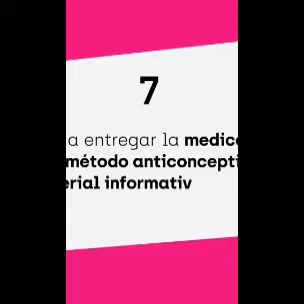 7
a entregar la medic
método anticoncepti
erial informativ